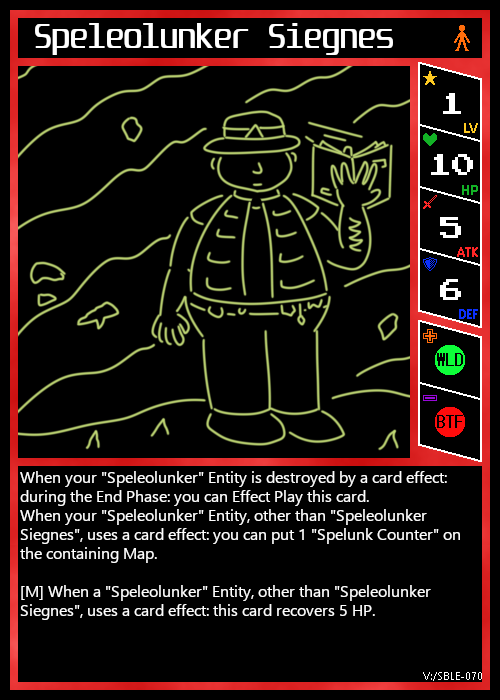 Speleolunker Siegnes
1
LV
10
HP
5
ATK
6
DEF
WLD
BTF
When your "Speleolunker" Entity is destroyed by a card effect:
during the End Phase: you can Effect Play this card.
When your "Speleolunker" Entity, other than "Speleolunker
Siegnes", uses a card effect: you can put 1 "Spelunk Counter" on
the containing Map.
[M] When a "Speleolunker" Entity, other than "Speleolunker
Siegnes", uses a card effect: this card recovers 5 HP.
V:/SBLE-070